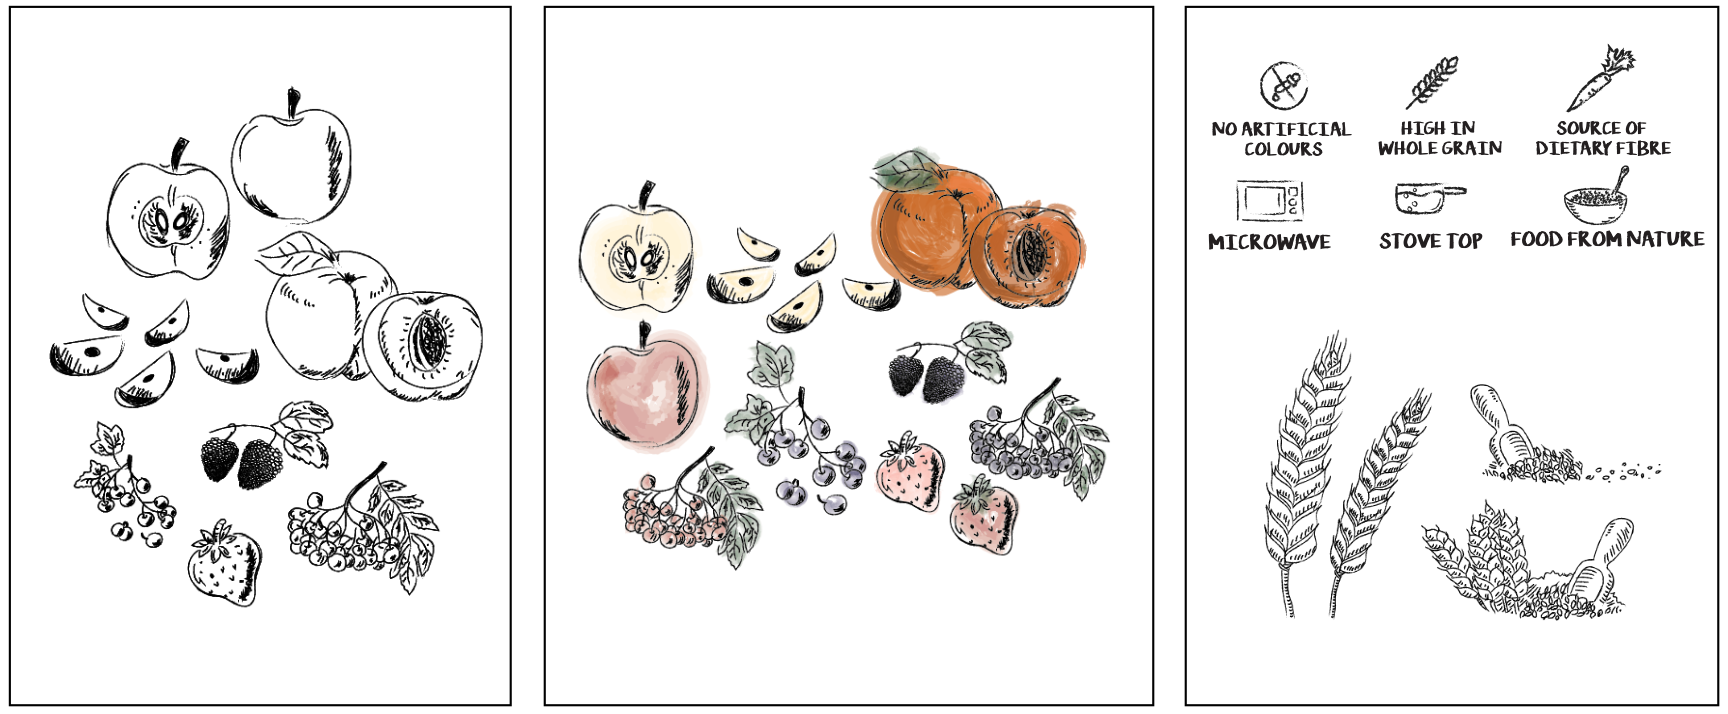 NO ARTIFICIAL
COLOURS
HIGH IN
WHOLE GRAIN
SOURCE OF
DIETARY FIBRE
MICROWAVE
STOVE TOP
FOOD FROM NATURE